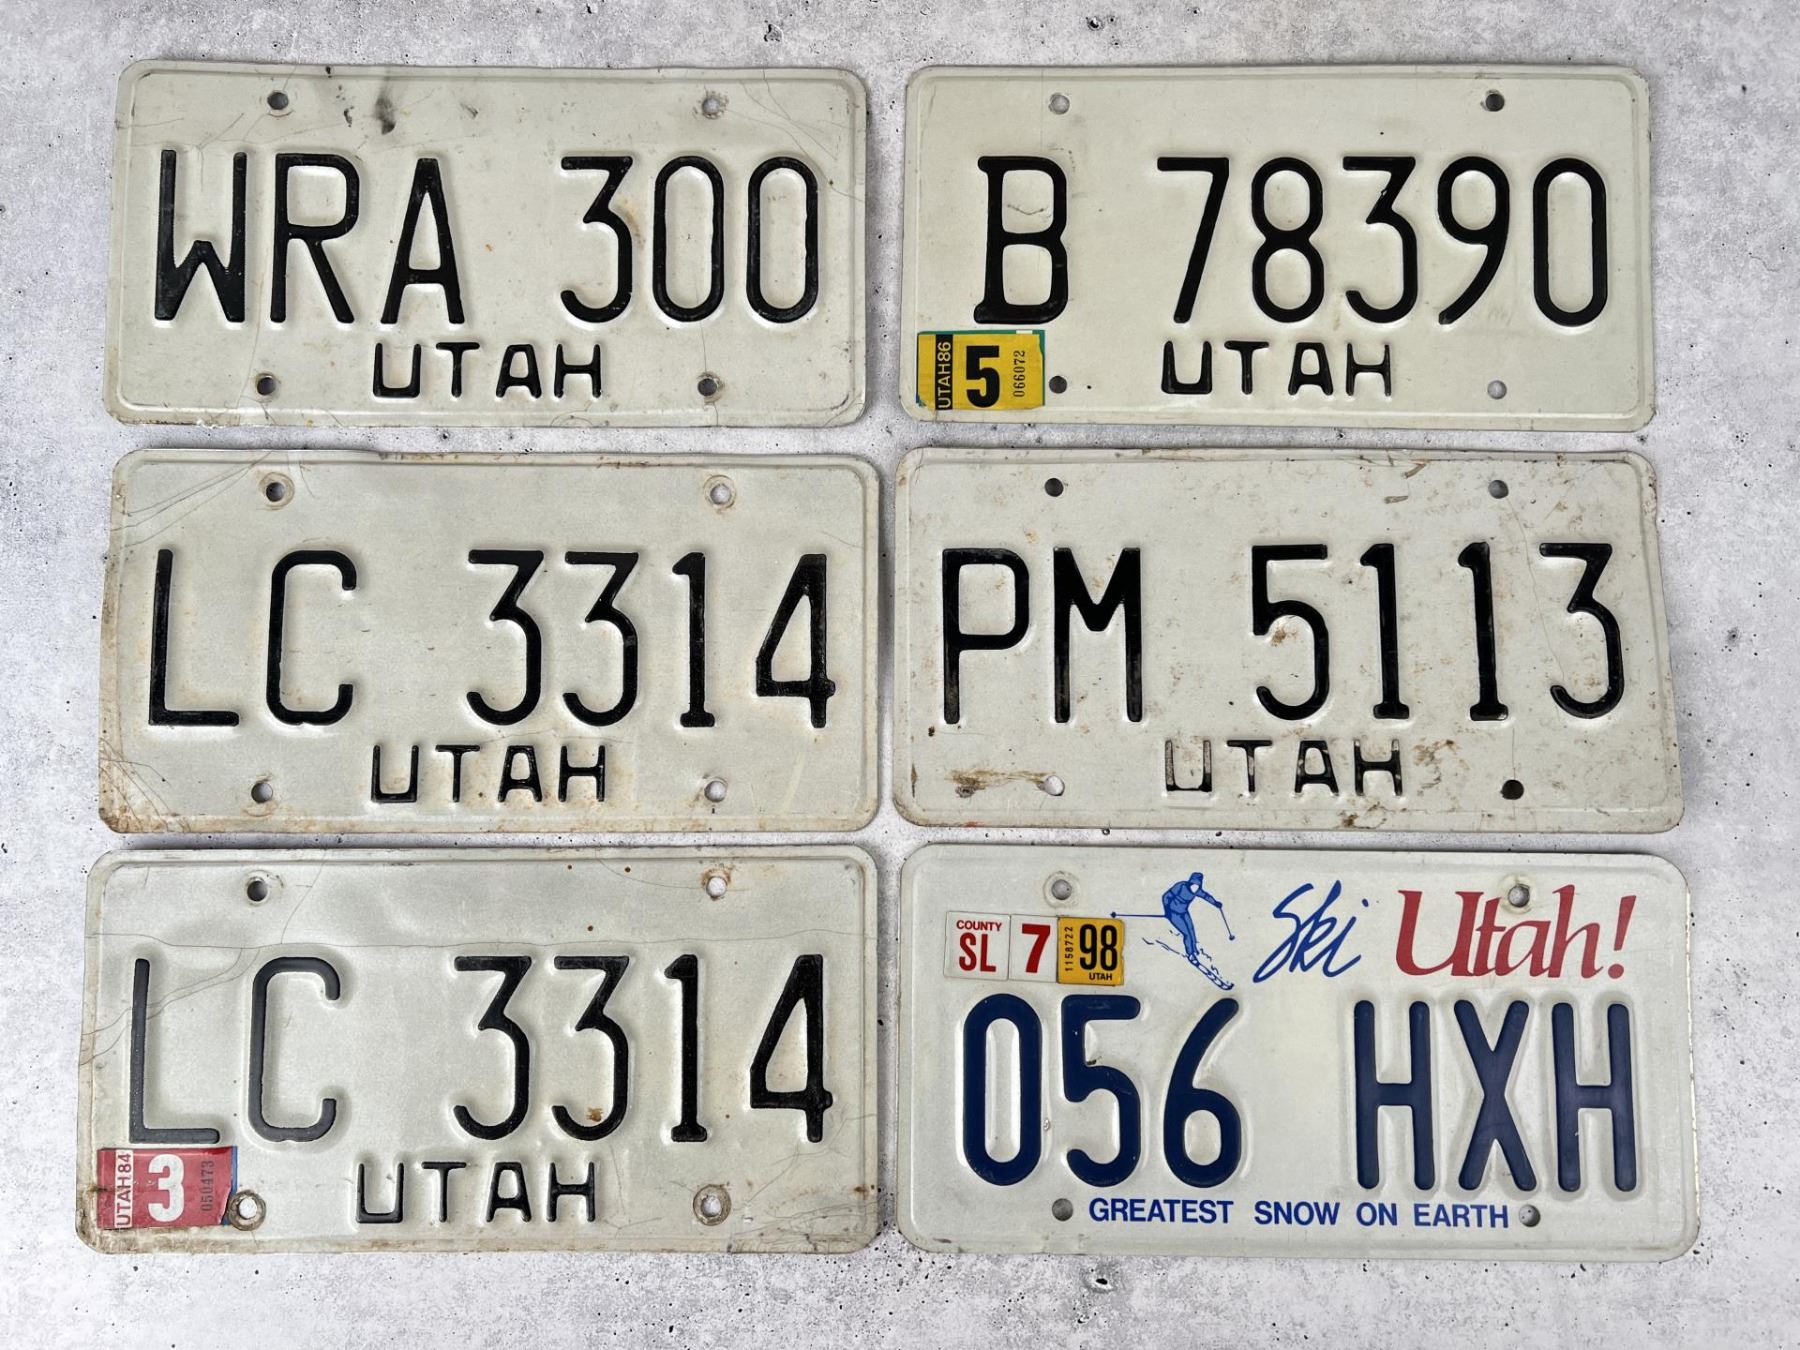 WRA 300
UTAH
B 78390
UTAH86 5 066072
UTAH
LC 3314
UTAH
PM 5113
UTAH
LC 3314
UTAH84 3 050473
UTAH
Ski Utah!
COUNTY
SL 7 1158722 98
UTAH
056 HXH
GREATEST SNOW ON EARTH